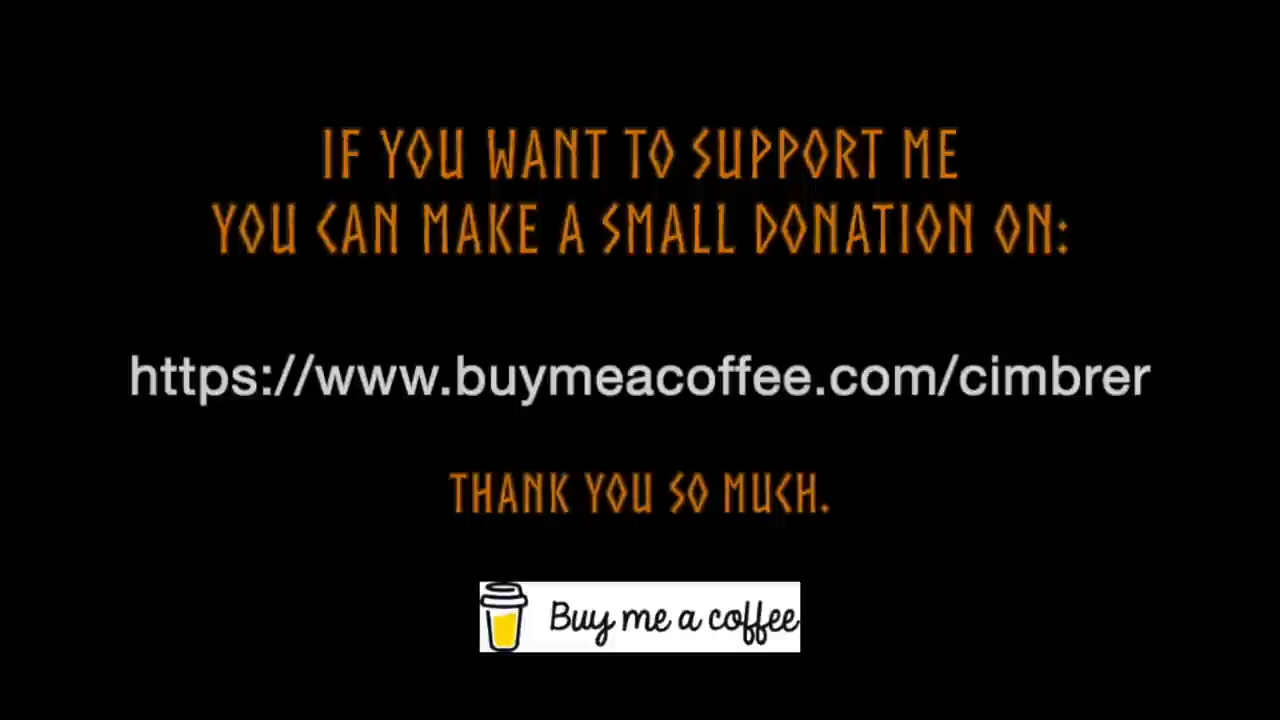 IF YOU WANT TO SUPPORT ME
YOU CAN MAKE A SMALL DONATION ON:
https://www.buymeacoffee.com/cimbrer
THANK YOU SO MUCH.
Buy me a coffee